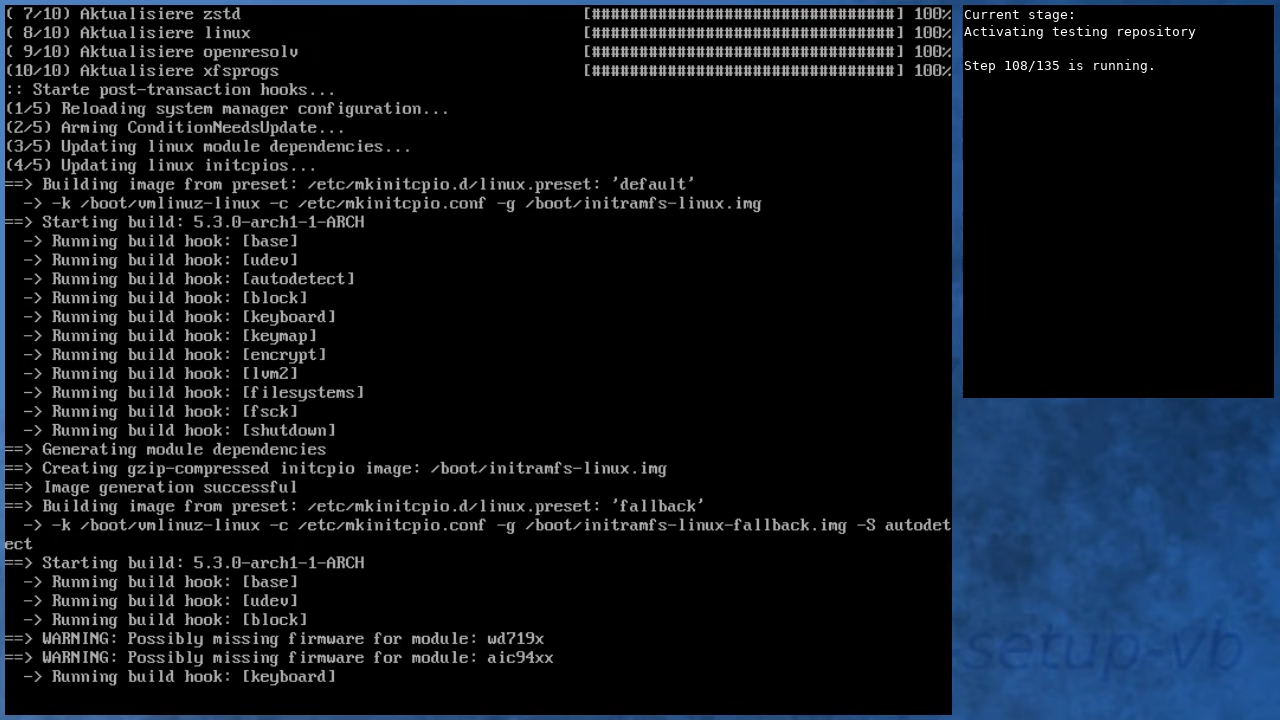 ( 7/10) Aktualisiere zstd [################################] 100%
( 8/10) Aktualisiere linux [################################] 100%
( 9/10) Aktualisiere openresolv [################################] 100%
(10/10) Aktualisiere xfsprogs [################################] 100%
:: Starte post-transaction hooks...
(1/5) Reloading system manager configuration...
(2/5) Arming ConditionNeedsUpdate...
(3/5) Updating linux module dependencies...
(4/5) Updating linux initcpios...
==> Building image from preset: /etc/mkinitcpio.d/linux.preset: 'default'
  -> -k /boot/vmlinuz-linux -c /etc/mkinitcpio.conf -g /boot/initramfs-linux.img
==> Starting build: 5.3.0-arch1-1-ARCH
  -> Running build hook: [base]
  -> Running build hook: [udev]
  -> Running build hook: [autodetect]
  -> Running build hook: [block]
  -> Running build hook: [keyboard]
  -> Running build hook: [keymap]
  -> Running build hook: [encrypt]
  -> Running build hook: [lvm2]
  -> Running build hook: [filesystems]
  -> Running build hook: [fsck]
  -> Running build hook: [shutdown]
==> Generating module dependencies
==> Creating gzip-compressed initcpio image: /boot/initramfs-linux.img
==> Image generation successful
==> Building image from preset: /etc/mkinitcpio.d/linux.preset: 'fallback'
  -> -k /boot/vmlinuz-linux -c /etc/mkinitcpio.conf -g /boot/initramfs-linux-fallback.img -S autodet
ect
==> Starting build: 5.3.0-arch1-1-ARCH
  -> Running build hook: [base]
  -> Running build hook: [udev]
  -> Running build hook: [block]
==> WARNING: Possibly missing firmware for module: wd719x
==> WARNING: Possibly missing firmware for module: aic94xx
  -> Running build hook: [keyboard]
Current stage:
Activating testing repository
Step 108/135 is running.
setup-vb